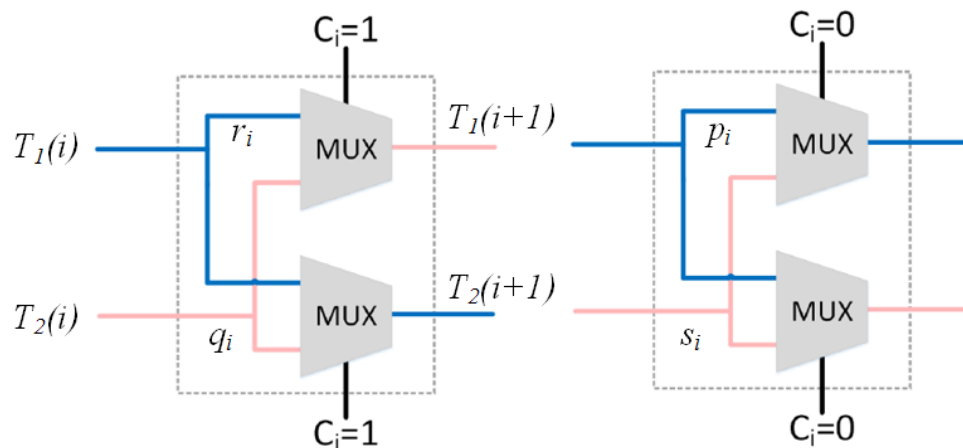 C_i=1
C_i=0
T_1(i)
r_i
MUX
T_1(i+1)
p_i
MUX
T_2(i)
q_i
MUX
T_2(i+1)
s_i
MUX
C_i=1
C_i=0